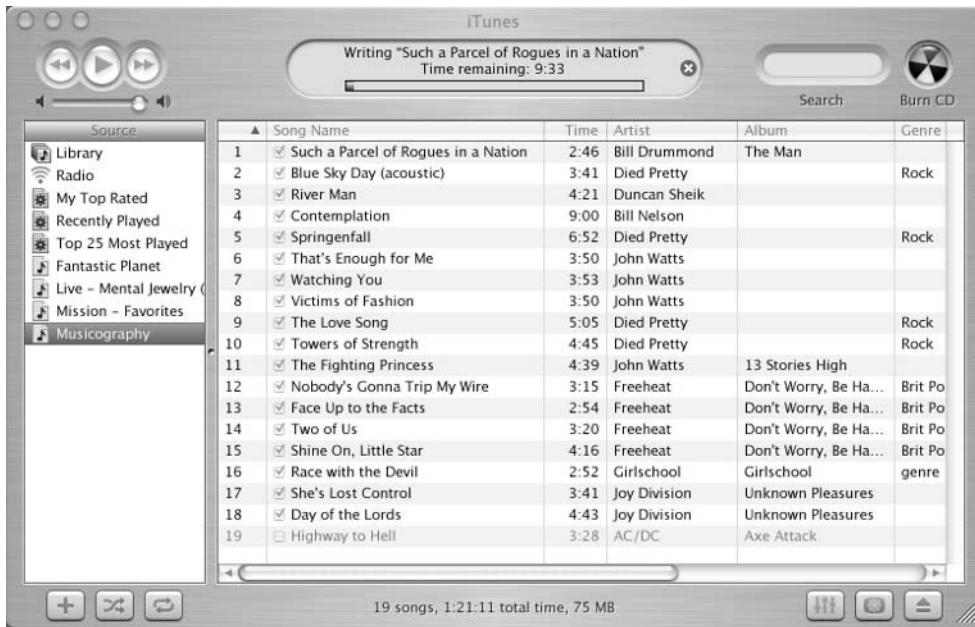 iTunes
Writing “Such a Parcel of Rogues in a Nation”
Time remaining: 9:33
Search
Burn CD
Source
Library
Radio
My Top Rated
Recently Played
Top 25 Most Played
Fantastic Planet
Live – Mental Jewelry (
Mission – Favorites
Musicography
Song Name Time Artist Album Genre
1 Such a Parcel of Rogues in a Nation 2:46 Bill Drummond The Man
2 Blue Sky Day (acoustic) 3:41 Died Pretty Rock
3 River Man 4:21 Duncan Sheik
4 Contemplation 9:00 Bill Nelson
5 Springenfall 6:52 Died Pretty Rock
6 That's Enough for Me 3:50 John Watts
7 Watching You 3:53 John Watts
8 Victims of Fashion 3:50 John Watts
9 The Love Song 5:05 Died Pretty Rock
10 Towers of Strength 4:45 Died Pretty Rock
11 The Fighting Princess 4:39 John Watts 13 Stories High
12 Nobody's Gonna Trip My Wire 3:15 Freeheat Don't Worry, Be Ha... Brit Po
13 Face Up to the Facts 2:54 Freeheat Don't Worry, Be Ha... Brit Po
14 Two of Us 3:20 Freeheat Don't Worry, Be Ha... Brit Po
15 Shine On, Little Star 4:16 Freeheat Don't Worry, Be Ha... Brit Po
16 Race with the Devil 2:52 Girlschool Girlschool genre
17 She's Lost Control 3:41 Joy Division Unknown Pleasures
18 Day of the Lords 4:43 Joy Division Unknown Pleasures
19 Highway to Hell 3:28 AC/DC Axe Attack
19 songs, 1:21:11 total time, 75 MB